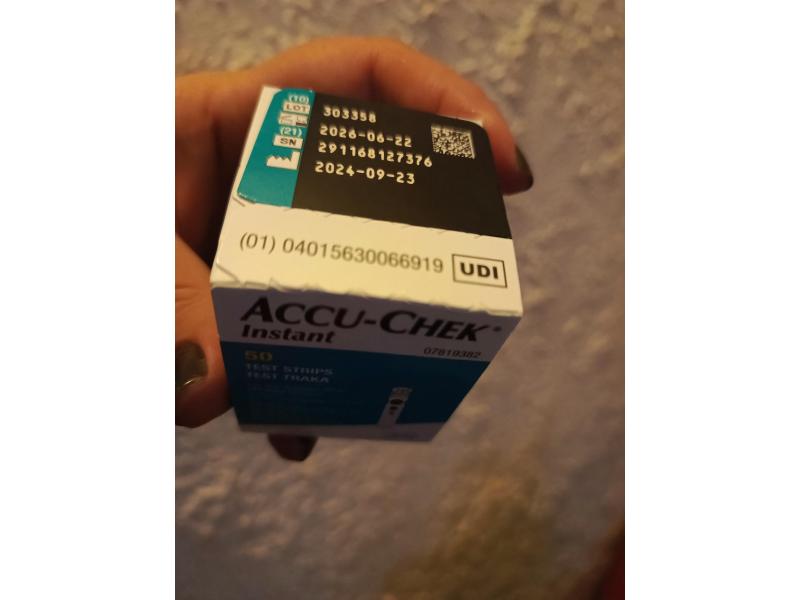 (10)
LOT
303358
2026-06-22
(21)
SN
291168127376
2024-09-23
(01) 04015630066919 UDI
ACCU-CHEK®
Instant
07819382
50
TEST STRIPS
TEST TRAKA